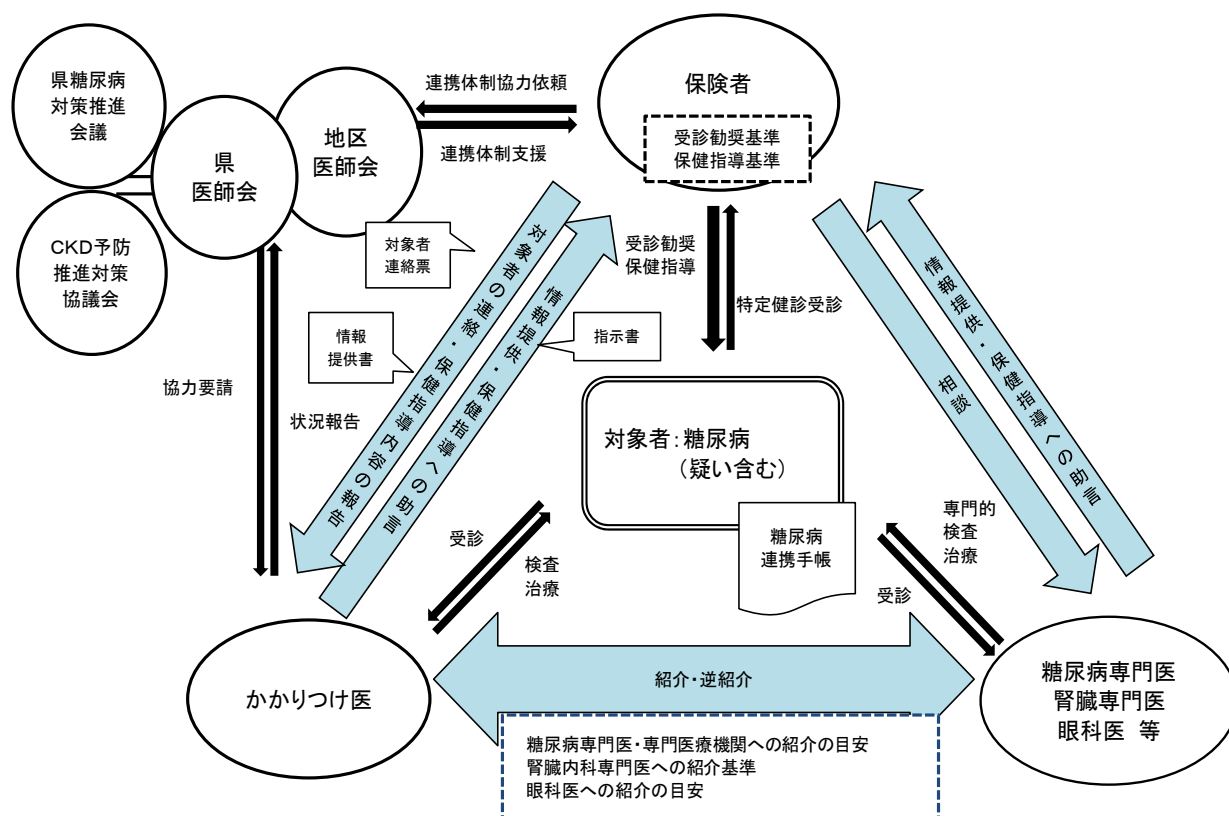 県糖尿病
対策推進
会議
県
医師会
地区
医師会
CKD予防
推進対策
協議会
連携体制協力依頼
連携体制支援
保険者
受診勧奨基準
保健指導基準
対象者
連絡票
情報
提供書
指示書
対象者の連絡・保健指導内容の報告
情報提供・保健指導への助言
受診勧奨
保健指導
特定健診受診
情報提供・保健指導への助言
相談
協力要請
状況報告
対象者:糖尿病
(疑い含む)
糖尿病
連携手帳
受診
検査
治療
専門的
検査
治療
受診
かかりつけ医
紹介・逆紹介
糖尿病専門医
腎臓専門医
眼科医 等
糖尿病専門医・専門医療機関への紹介の目安
腎臓内科専門医への紹介基準
眼科医への紹介の目安